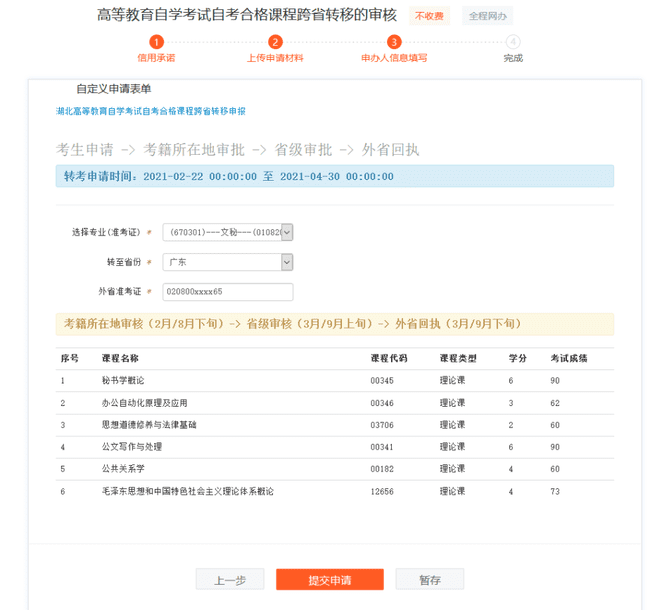 高等教育自学考试自考合格课程跨省转移的审核 不收费 全程网办
1 2 3 4
信用承诺 上传申请材料 申办人信息填写 完成
自定义申请表单
湖北高等教育自学考试自考合格课程跨省转移申报
考生申请 -> 考籍所在地审批 -> 省级审批 -> 外省回执
转考申请时间：2021-02-22 00:00:00 至 2021-04-30 00:00:00
选择专业(准考证) * (670301)---文秘---(01082
转至省份 * 广东
外省准考证 * 020800xxxx65
考籍所在地审核（2月/8月下旬）-> 省级审核（3月/9月上旬）-> 外省回执（3月/9月下旬）
序号 课程名称 课程代码 课程类型 学分 考试成绩
1 秘书学概论 00345 理论课 6 90
2 办公自动化原理及应用 00346 理论课 3 62
3 思想道德修养与法律基础 03706 理论课 2 60
4 公文写作与处理 00341 理论课 6 90
5 公共关系学 00182 理论课 4 60
6 毛泽东思想和中国特色社会主义理论体系概论 12656 理论课 4 73
上一步 提交申请 暂存